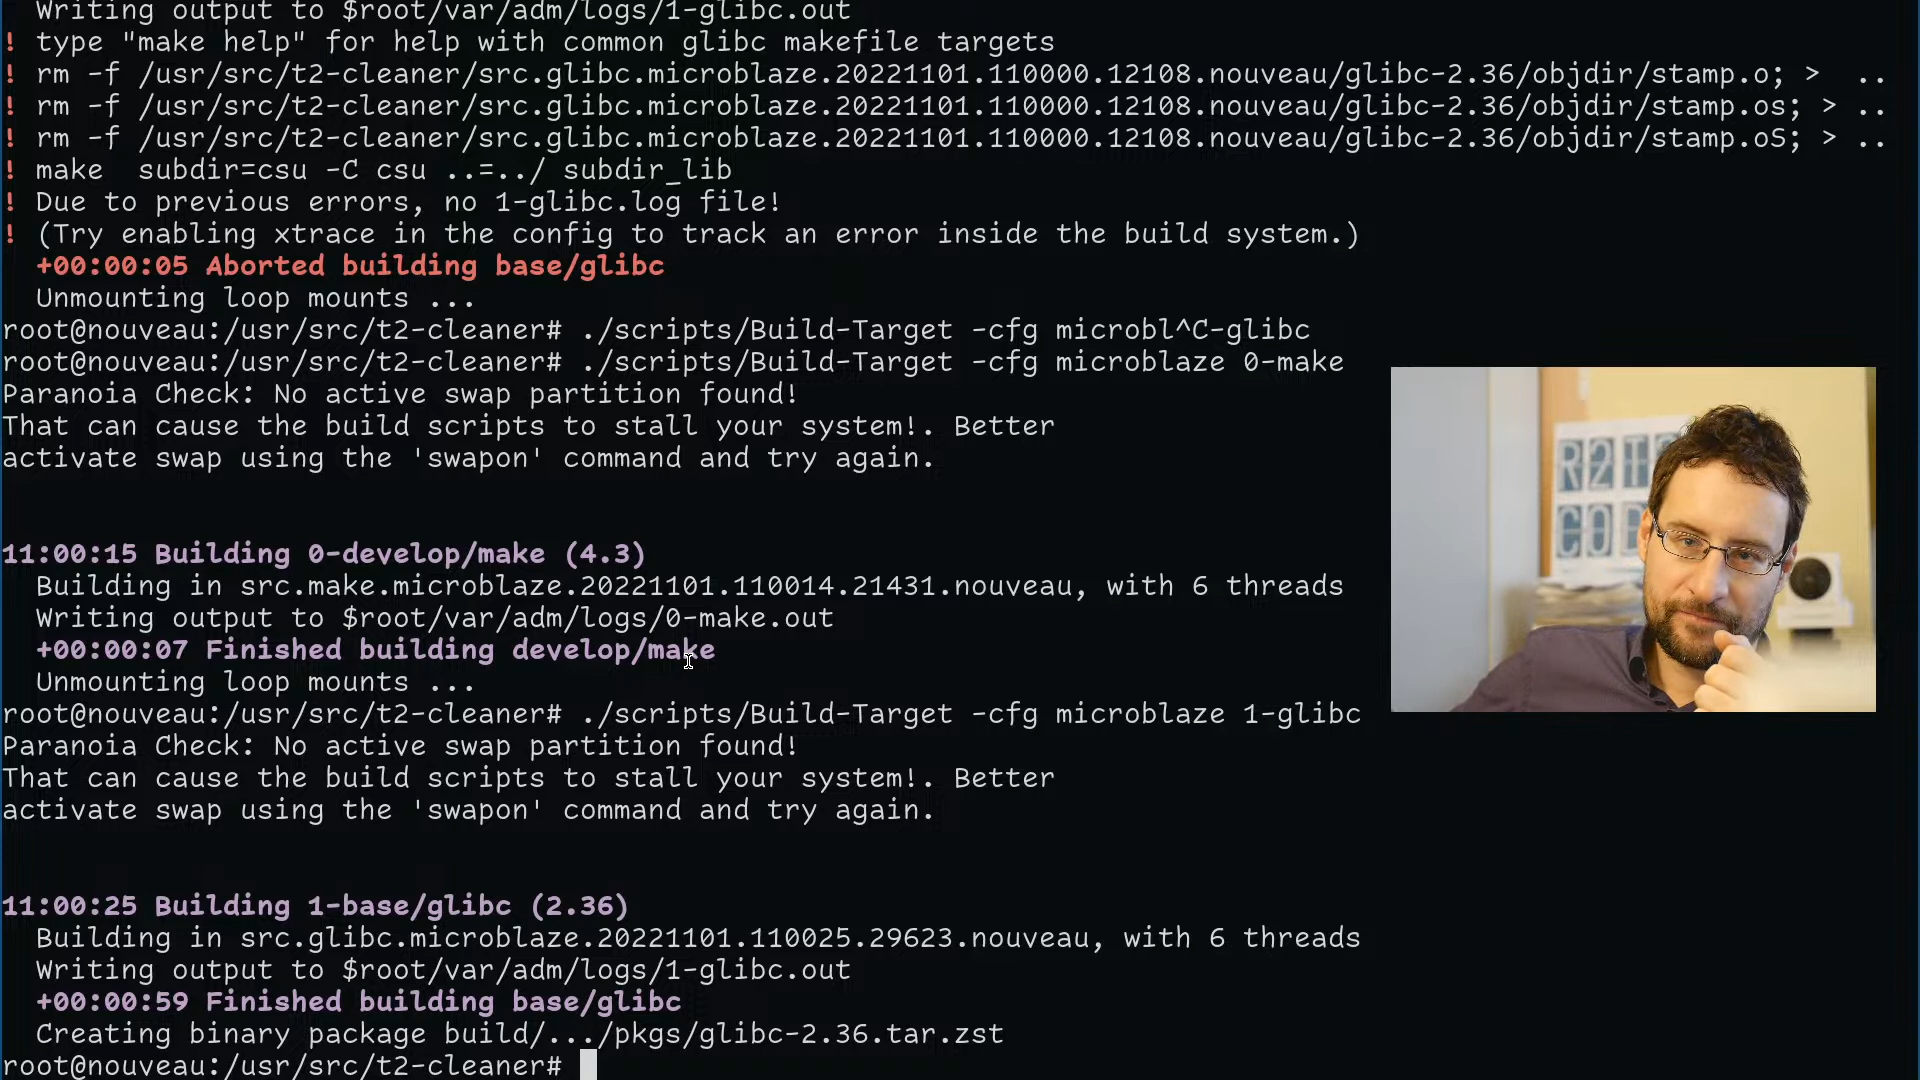 Writing output to $root/var/adm/logs/1-glibc.out
! type "make help" for help with common glibc makefile targets
! rm -f /usr/src/t2-cleaner/src.glibc.microblaze.20221101.110000.12108.nouveau/glibc-2.36/objdir/stamp.o; > ..
! rm -f /usr/src/t2-cleaner/src.glibc.microblaze.20221101.110000.12108.nouveau/glibc-2.36/objdir/stamp.os; > ..
! rm -f /usr/src/t2-cleaner/src.glibc.microblaze.20221101.110000.12108.nouveau/glibc-2.36/objdir/stamp.oS; > ..
! make  subdir=csu -C csu ..=../ subdir_lib
! Due to previous errors, no 1-glibc.log file!
! (Try enabling xtrace in the config to track an error inside the build system.)
+00:00:05 Aborted building base/glibc
Unmounting loop mounts ...
root@nouveau:/usr/src/t2-cleaner# ./scripts/Build-Target -cfg microbl^C-glibc
root@nouveau:/usr/src/t2-cleaner# ./scripts/Build-Target -cfg microblaze 0-make
Paranoia Check: No active swap partition found!
That can cause the build scripts to stall your system!. Better
activate swap using the 'swapon' command and try again.
11:00:15 Building 0-develop/make (4.3)
Building in src.make.microblaze.20221101.110014.21431.nouveau, with 6 threads
Writing output to $root/var/adm/logs/0-make.out
+00:00:07 Finished building develop/make
Unmounting loop mounts ...
root@nouveau:/usr/src/t2-cleaner# ./scripts/Build-Target -cfg microblaze 1-glibc
Paranoia Check: No active swap partition found!
That can cause the build scripts to stall your system!. Better
activate swap using the 'swapon' command and try again.
11:00:25 Building 1-base/glibc (2.36)
Building in src.glibc.microblaze.20221101.110025.29623.nouveau, with 6 threads
Writing output to $root/var/adm/logs/1-glibc.out
+00:00:59 Finished building base/glibc
Creating binary package build/.../pkgs/glibc-2.36.tar.zst
root@nouveau:/usr/src/t2-cleaner#